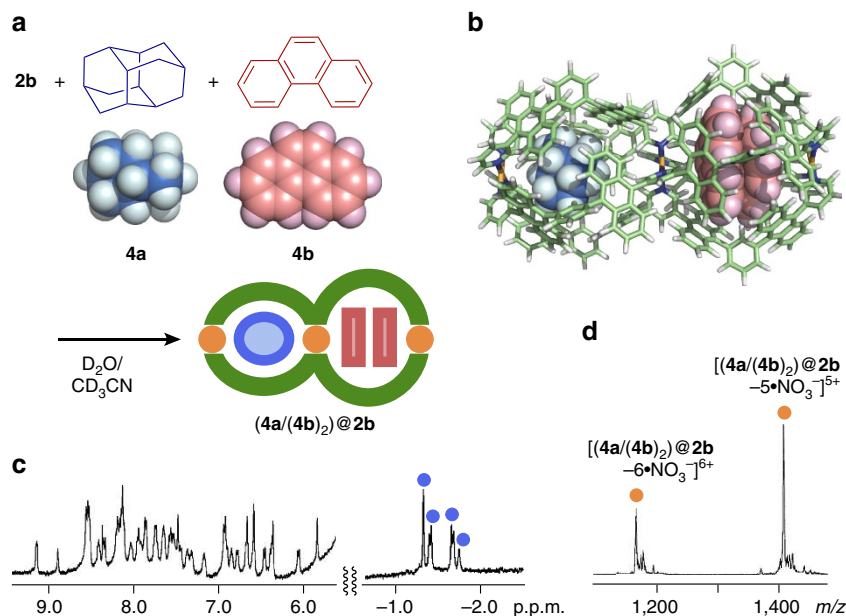 a
2b + +
4a 4b
D2O/
CD3CN
(4a/(4b)2)@2b
b
c
9.0 8.0 7.0 6.0 −1.0 −2.0 p.p.m.
d
[(4a/(4b)2)@2b
−5•NO3−]5+
[(4a/(4b)2)@2b
−6•NO3−]6+
1,200 1,400 m/z